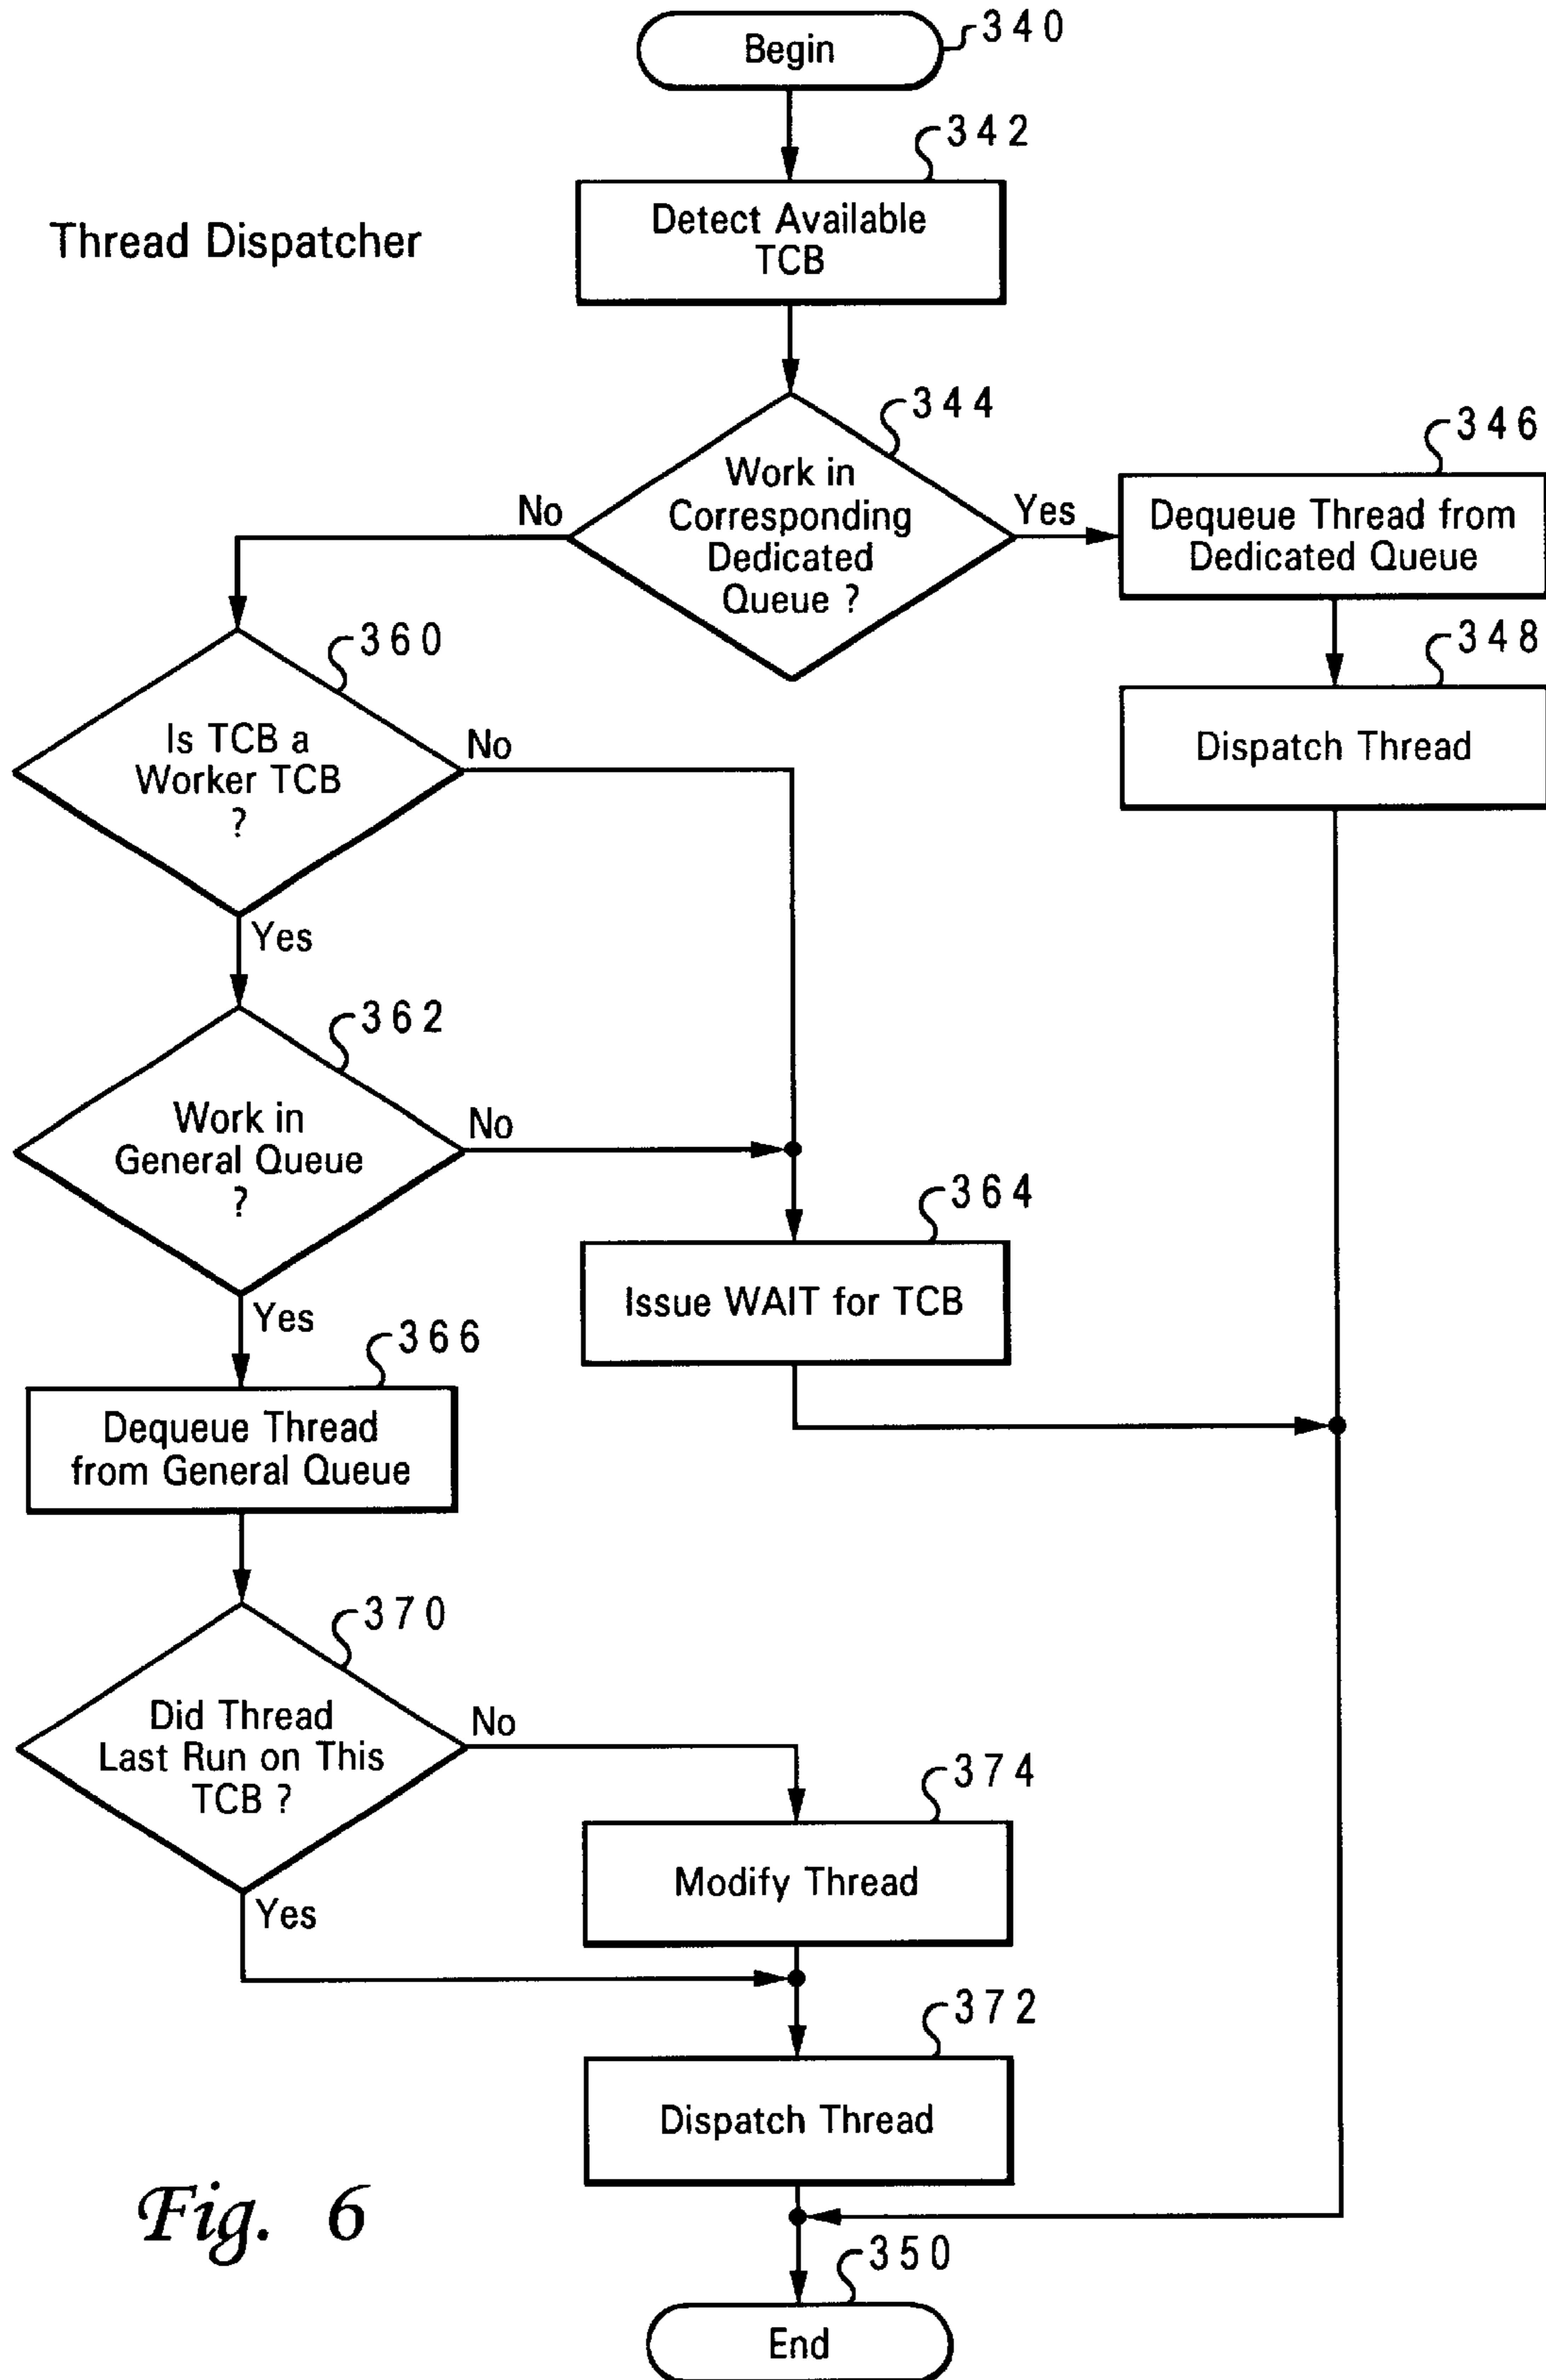 Begin
340
342
Detect Available
TCB
Thread Dispatcher
344
Work in
Corresponding
Dedicated
Queue ?
No
Yes
346
Dequeue Thread from
Dedicated Queue
348
Dispatch Thread
360
Is TCB a
Worker TCB
?
No
Yes
362
Work in
General Queue
?
No
Yes
364
Issue WAIT for TCB
366
Dequeue Thread
from General Queue
370
Did Thread
Last Run on This
TCB ?
No
Yes
374
Modify Thread
372
Dispatch Thread
Fig. 6
350
End